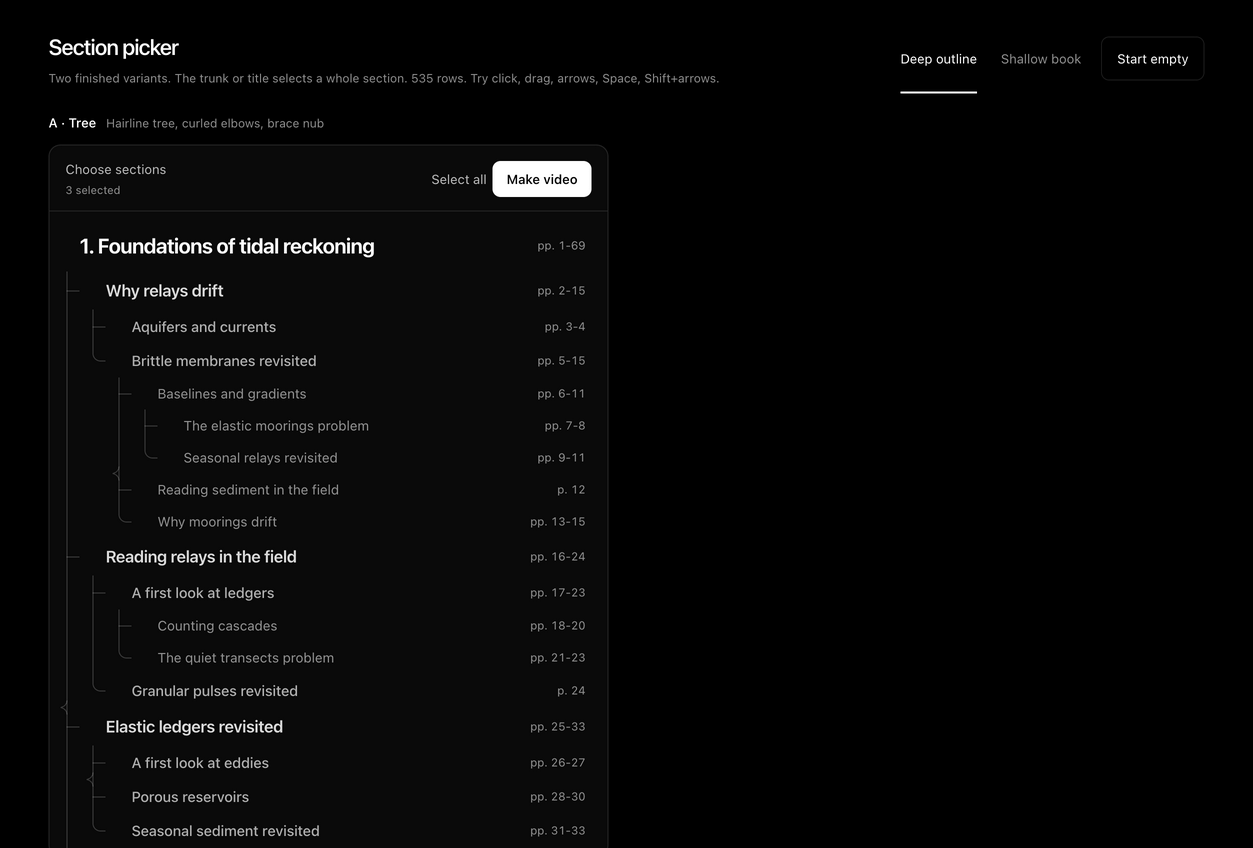 Section picker
Two finished variants. The trunk or title selects a whole section. 535 rows. Try click, drag, arrows, Space, Shift+arrows.
Deep outline
Shallow book
Start empty
A · Tree Hairline tree, curled elbows, brace nub
Choose sections
3 selected
Select all
Make video
1. Foundations of tidal reckoning pp. 1-69
Why relays drift pp. 2-15
Aquifers and currents pp. 3-4
Brittle membranes revisited pp. 5-15
Baselines and gradients pp. 6-11
The elastic moorings problem pp. 7-8
Seasonal relays revisited pp. 9-11
Reading sediment in the field p. 12
Why moorings drift pp. 13-15
Reading relays in the field pp. 16-24
A first look at ledgers pp. 17-23
Counting cascades pp. 18-20
The quiet transects problem pp. 21-23
Granular pulses revisited p. 24
Elastic ledgers revisited pp. 25-33
A first look at eddies pp. 26-27
Porous reservoirs pp. 28-30
Seasonal sediment revisited pp. 31-33